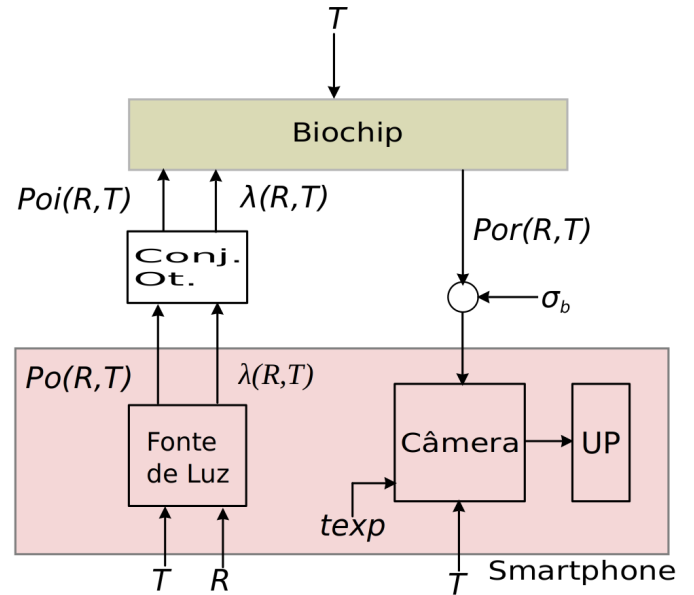 T
Biochip
Poi(R,T)
λ(R,T)
Por(R,T)
Conj.
Ot.
σb
Po(R,T)
λ(R,T)
Fonte
de Luz
Câmera
UP
texp
T
R
T
Smartphone